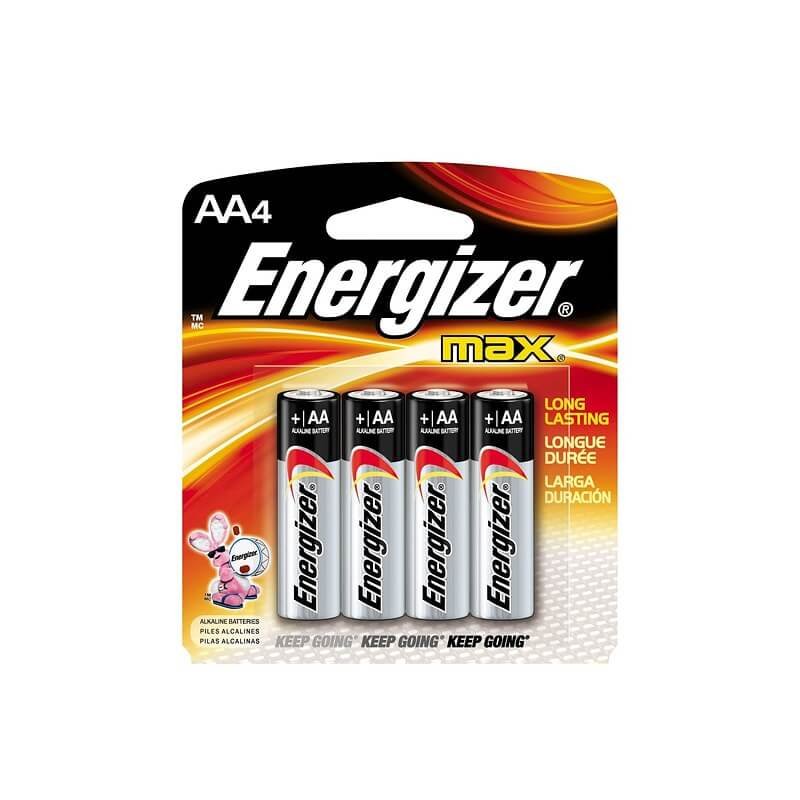 AA4
Energizer®
TM
MC
max®
+|AA
ALKALINE BATTERY
+|AA
ALKALINE BATTERY
+|AA
ALKALINE BATTERY
+|AA
ALKALINE BATTERY
LONG
LASTING
LONGUE
DURÉE
LARGA
DURACIÓN
Energizer®
Energizer®
Energizer®
Energizer®
Energizer
TM
MC
ALKALINE BATTERIES
PILES ALCALINES
PILAS ALCALINAS
KEEP GOING® KEEP GOING® KEEP GOING®